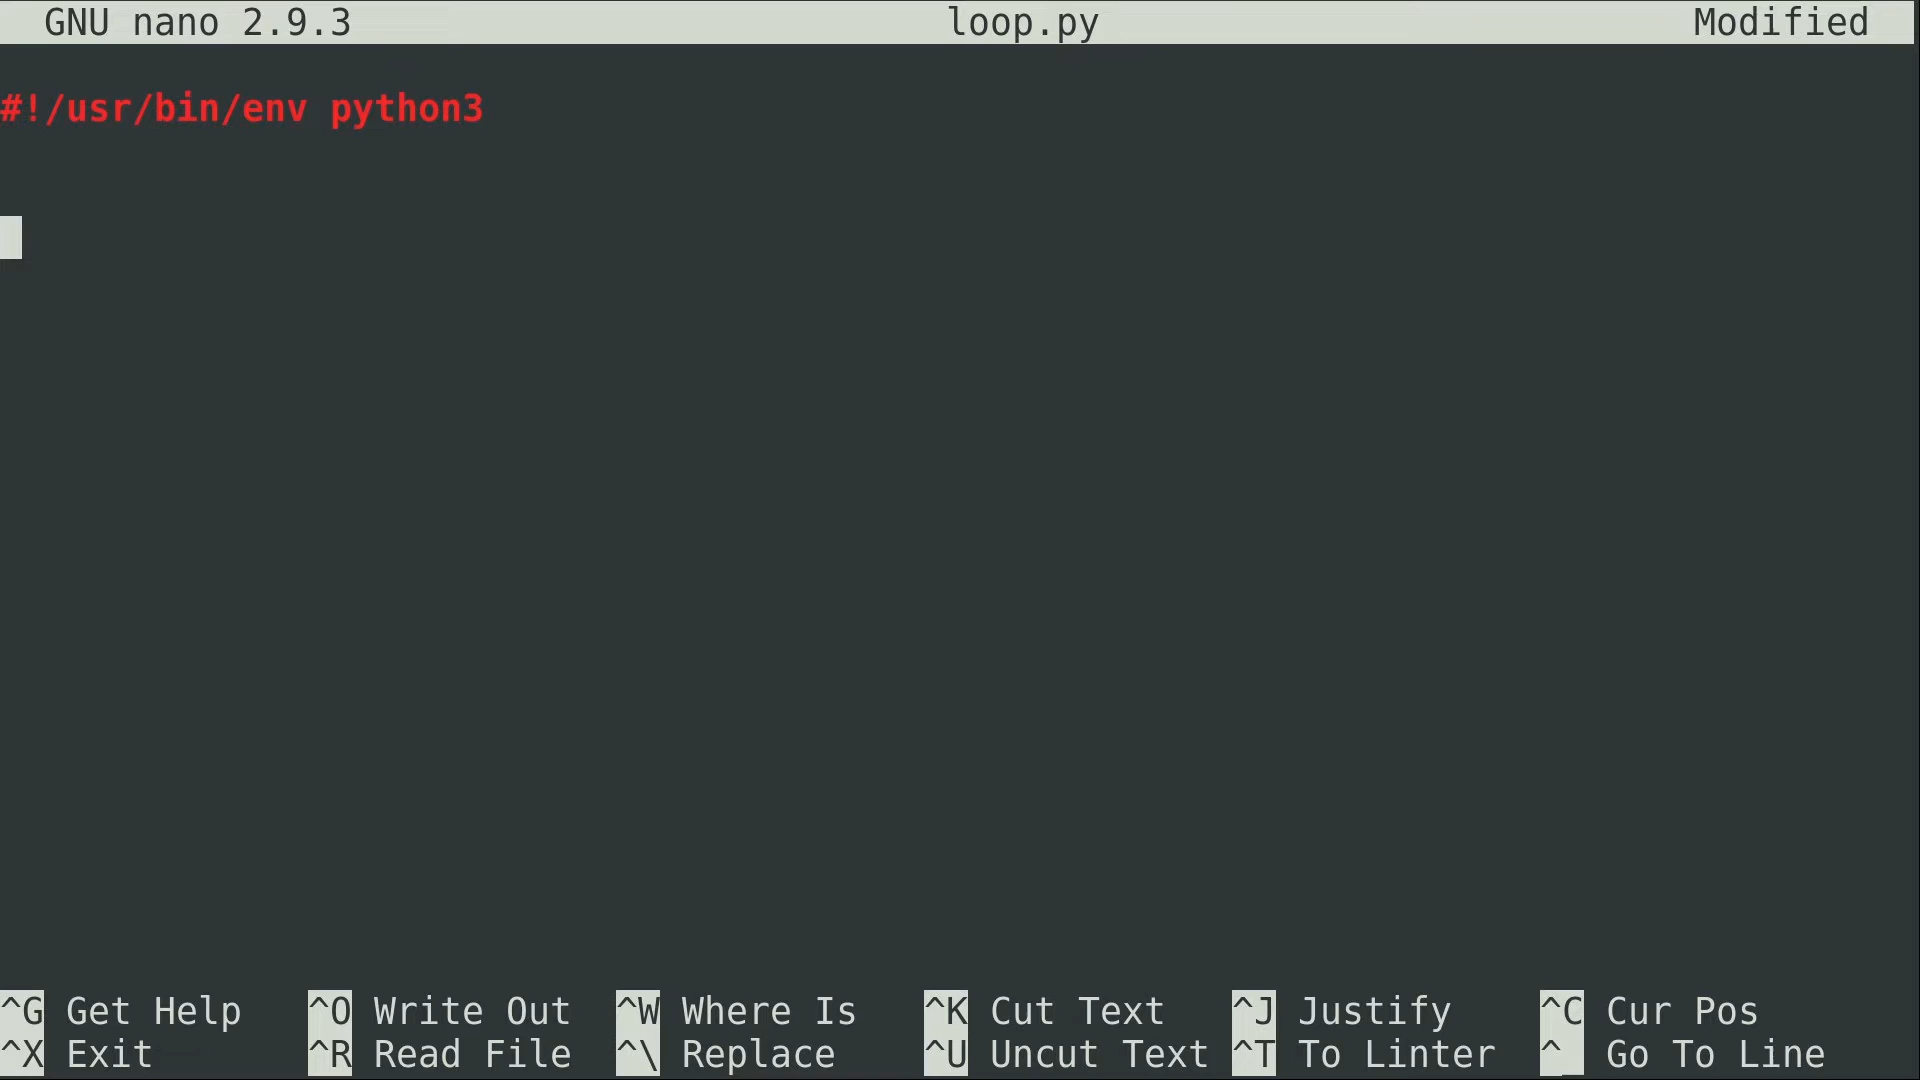 GNU nano 2.9.3 loop.py Modified
#!/usr/bin/env python3
^G Get Help ^O Write Out ^W Where Is ^K Cut Text ^J Justify ^C Cur Pos
^X Exit ^R Read File ^\ Replace ^U Uncut Text ^T To Linter ^_ Go To Line